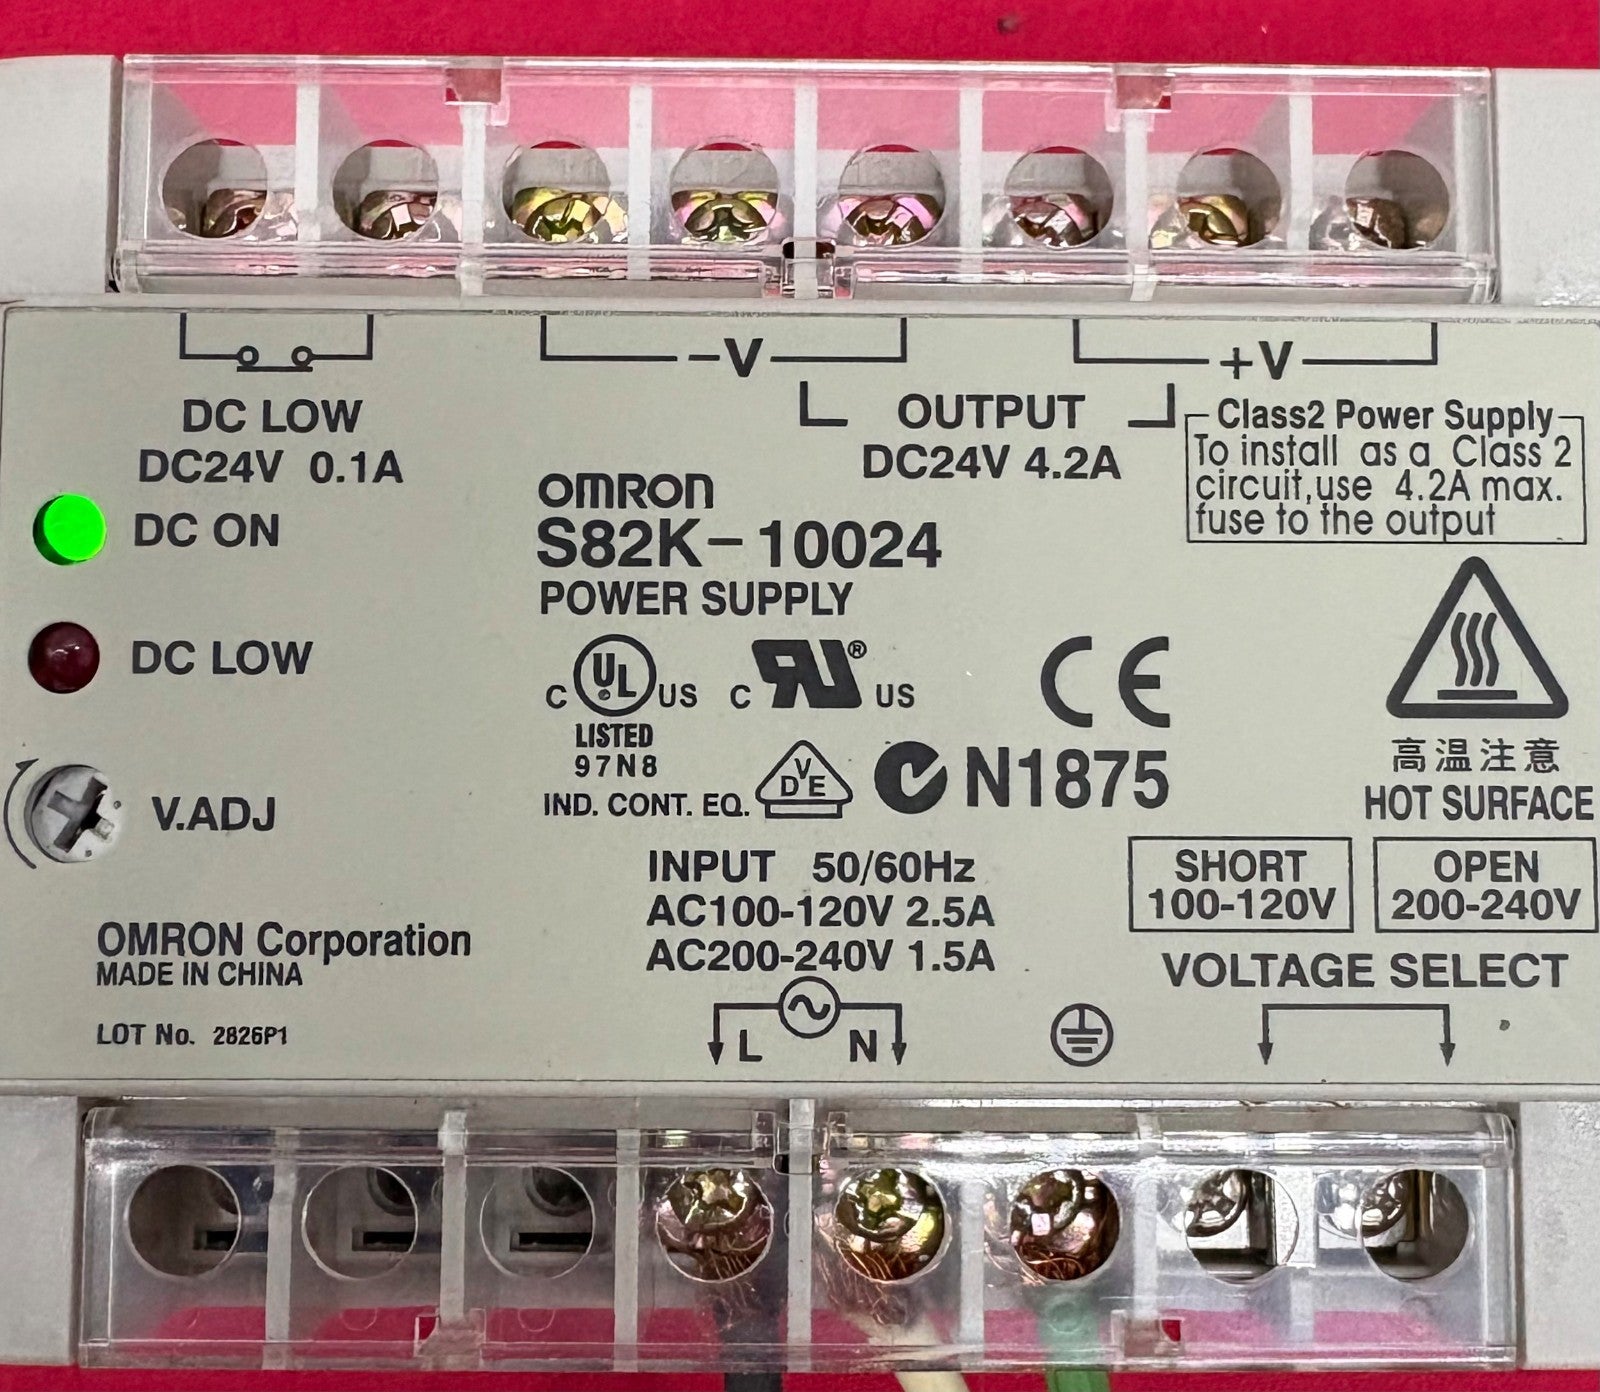 -V
+V
DC LOW
DC24V 0.1A
OUTPUT
DC24V 4.2A
Class2 Power Supply
To install as a Class 2
circuit,use 4.2A max.
fuse to the output
DC ON
OMRON
S82K-10024
POWER SUPPLY
DC LOW
C UL US
C RU® US
CE
LISTED
97N8
IND. CONT. EQ.
DVE
N1875
高温注意
HOT SURFACE
V.ADJ
INPUT 50/60Hz
AC100-120V 2.5A
AC200-240V 1.5A
SHORT
100-120V
OPEN
200-240V
VOLTAGE SELECT
OMRON Corporation
MADE IN CHINA
LOT No. 2826P1
L N